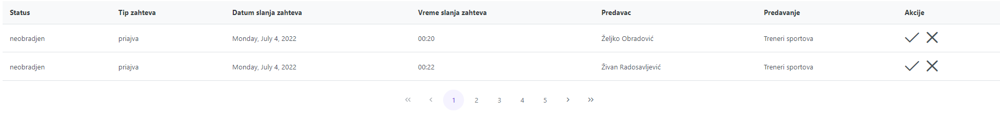 Status Tip zahteva Datum slanja zahteva Vreme slanja zahteva Predavac Predavanje Akcije
neobradjen priajva Monday, July 4, 2022 00:20 Željko Obradović Treneri sportova
neobradjen priajva Monday, July 4, 2022 00:22 Živan Radosavljević Treneri sportova
1 2 3 4 5